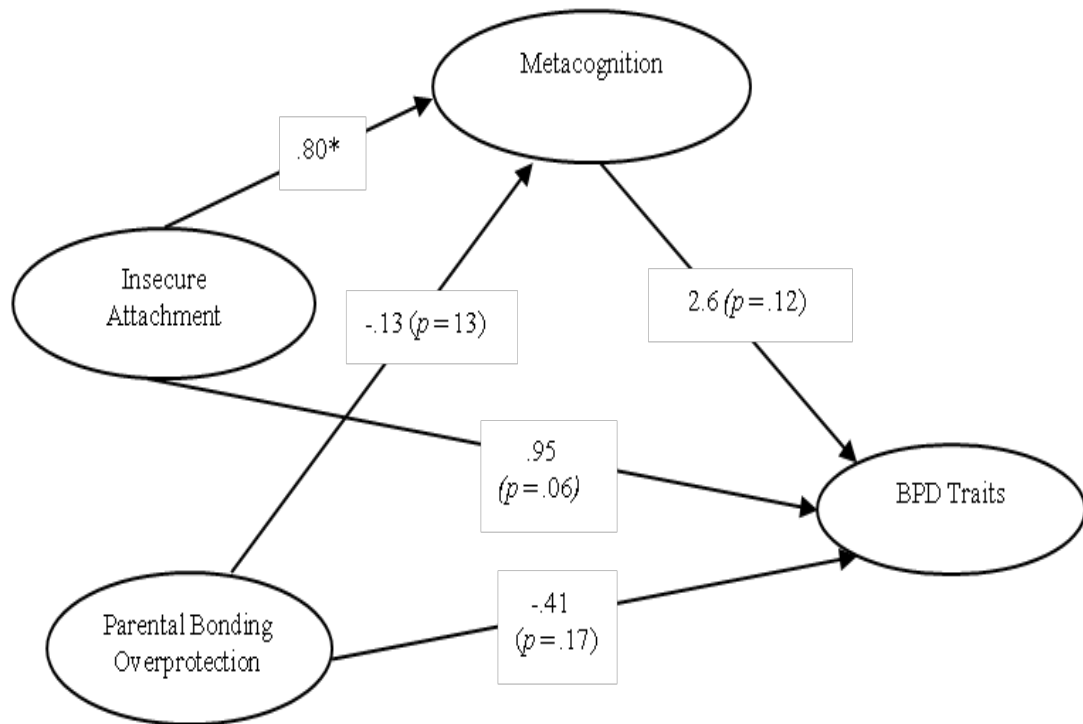 Metacognition
.80*
Insecure
Attachment
-.13 (p=13)
2.6 (p=.12)
.95
(p=.06)
BPD Traits
-.41
(p=.17)
Parental Bonding
Overprotection